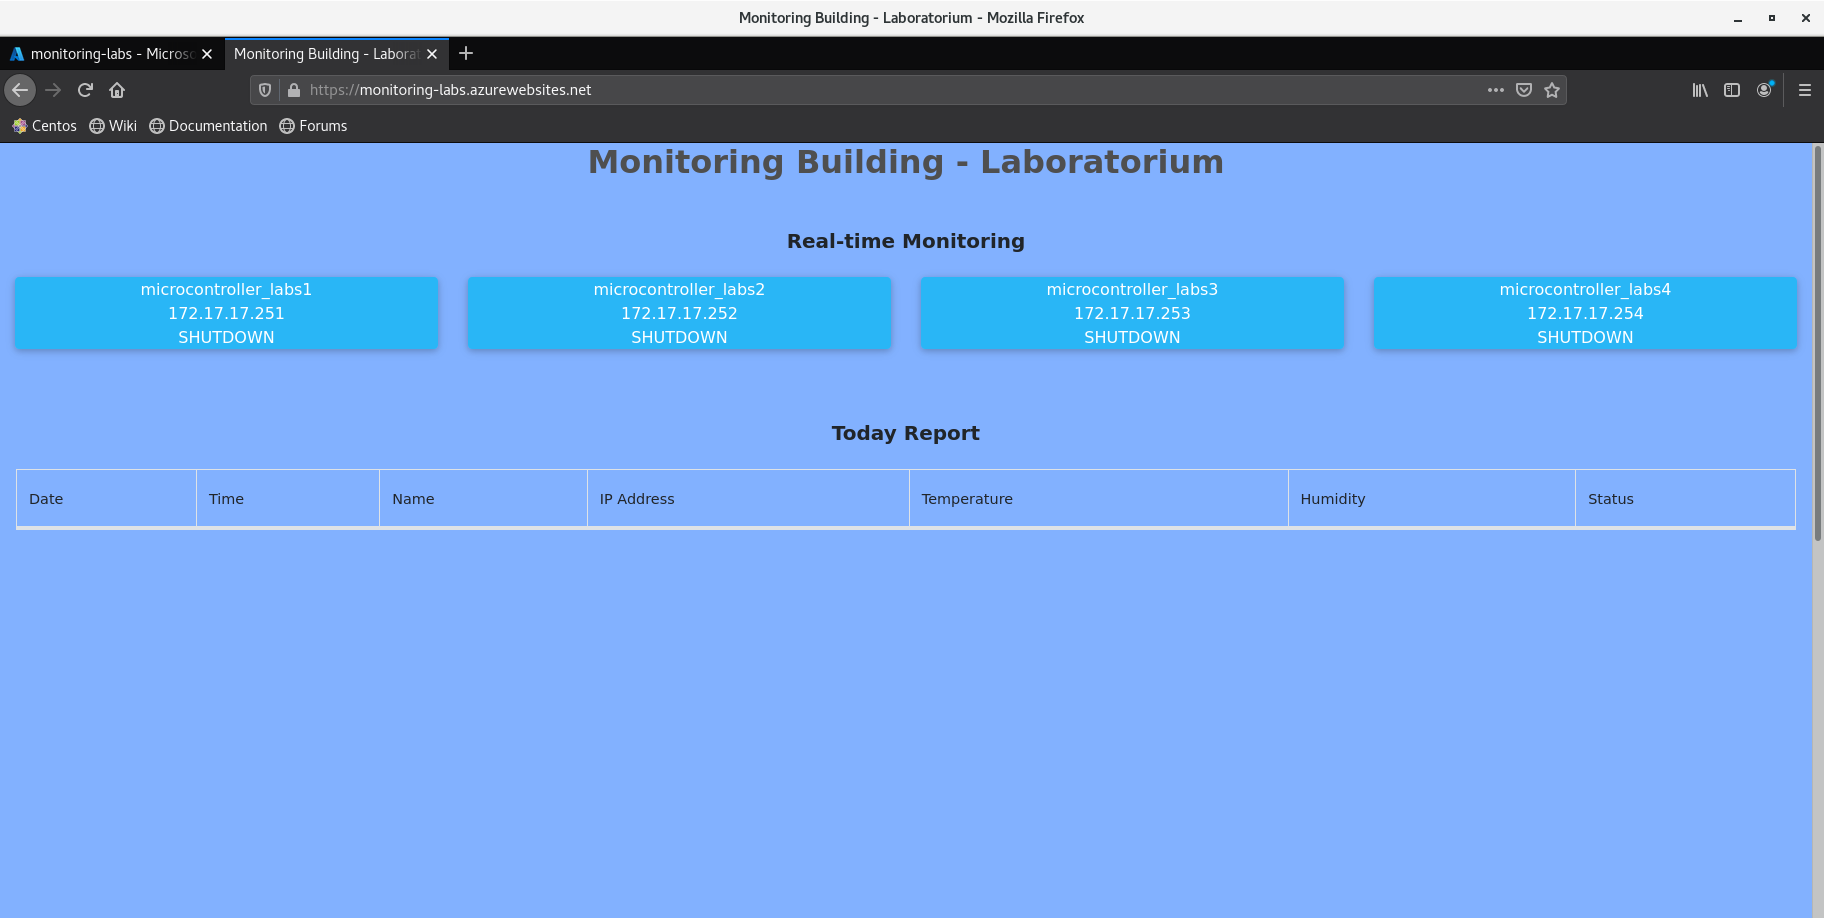 Monitoring Building - Laboratorium - Mozilla Firefox
monitoring-labs - Micros
Monitoring Building - Labora
https://monitoring-labs.azurewebsites.net
Centos Wiki Documentation Forums
Monitoring Building - Laboratorium
Real-time Monitoring
microcontroller_labs1
172.17.17.251
SHUTDOWN
microcontroller_labs2
172.17.17.252
SHUTDOWN
microcontroller_labs3
172.17.17.253
SHUTDOWN
microcontroller_labs4
172.17.17.254
SHUTDOWN
Today Report
Date Time Name IP Address Temperature Humidity Status